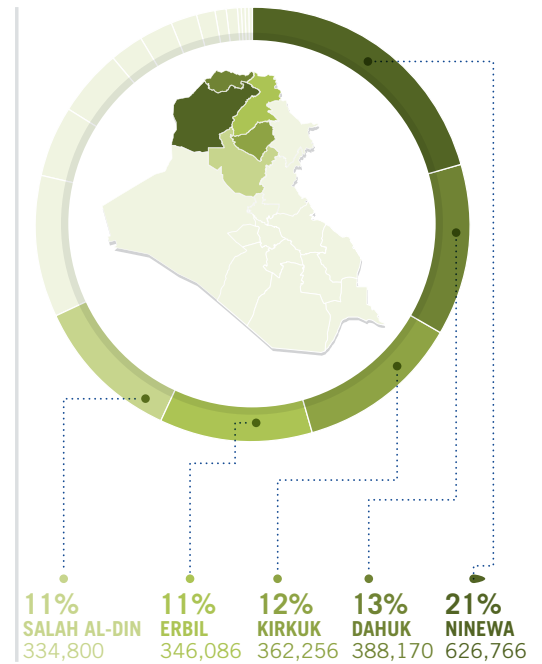 11%
SALAH AL-DIN
334,800
11%
ERBIL
346,086
12%
KIRKUK
362,256
13%
DAHUK
388,170
21%
NINEWA
626,766